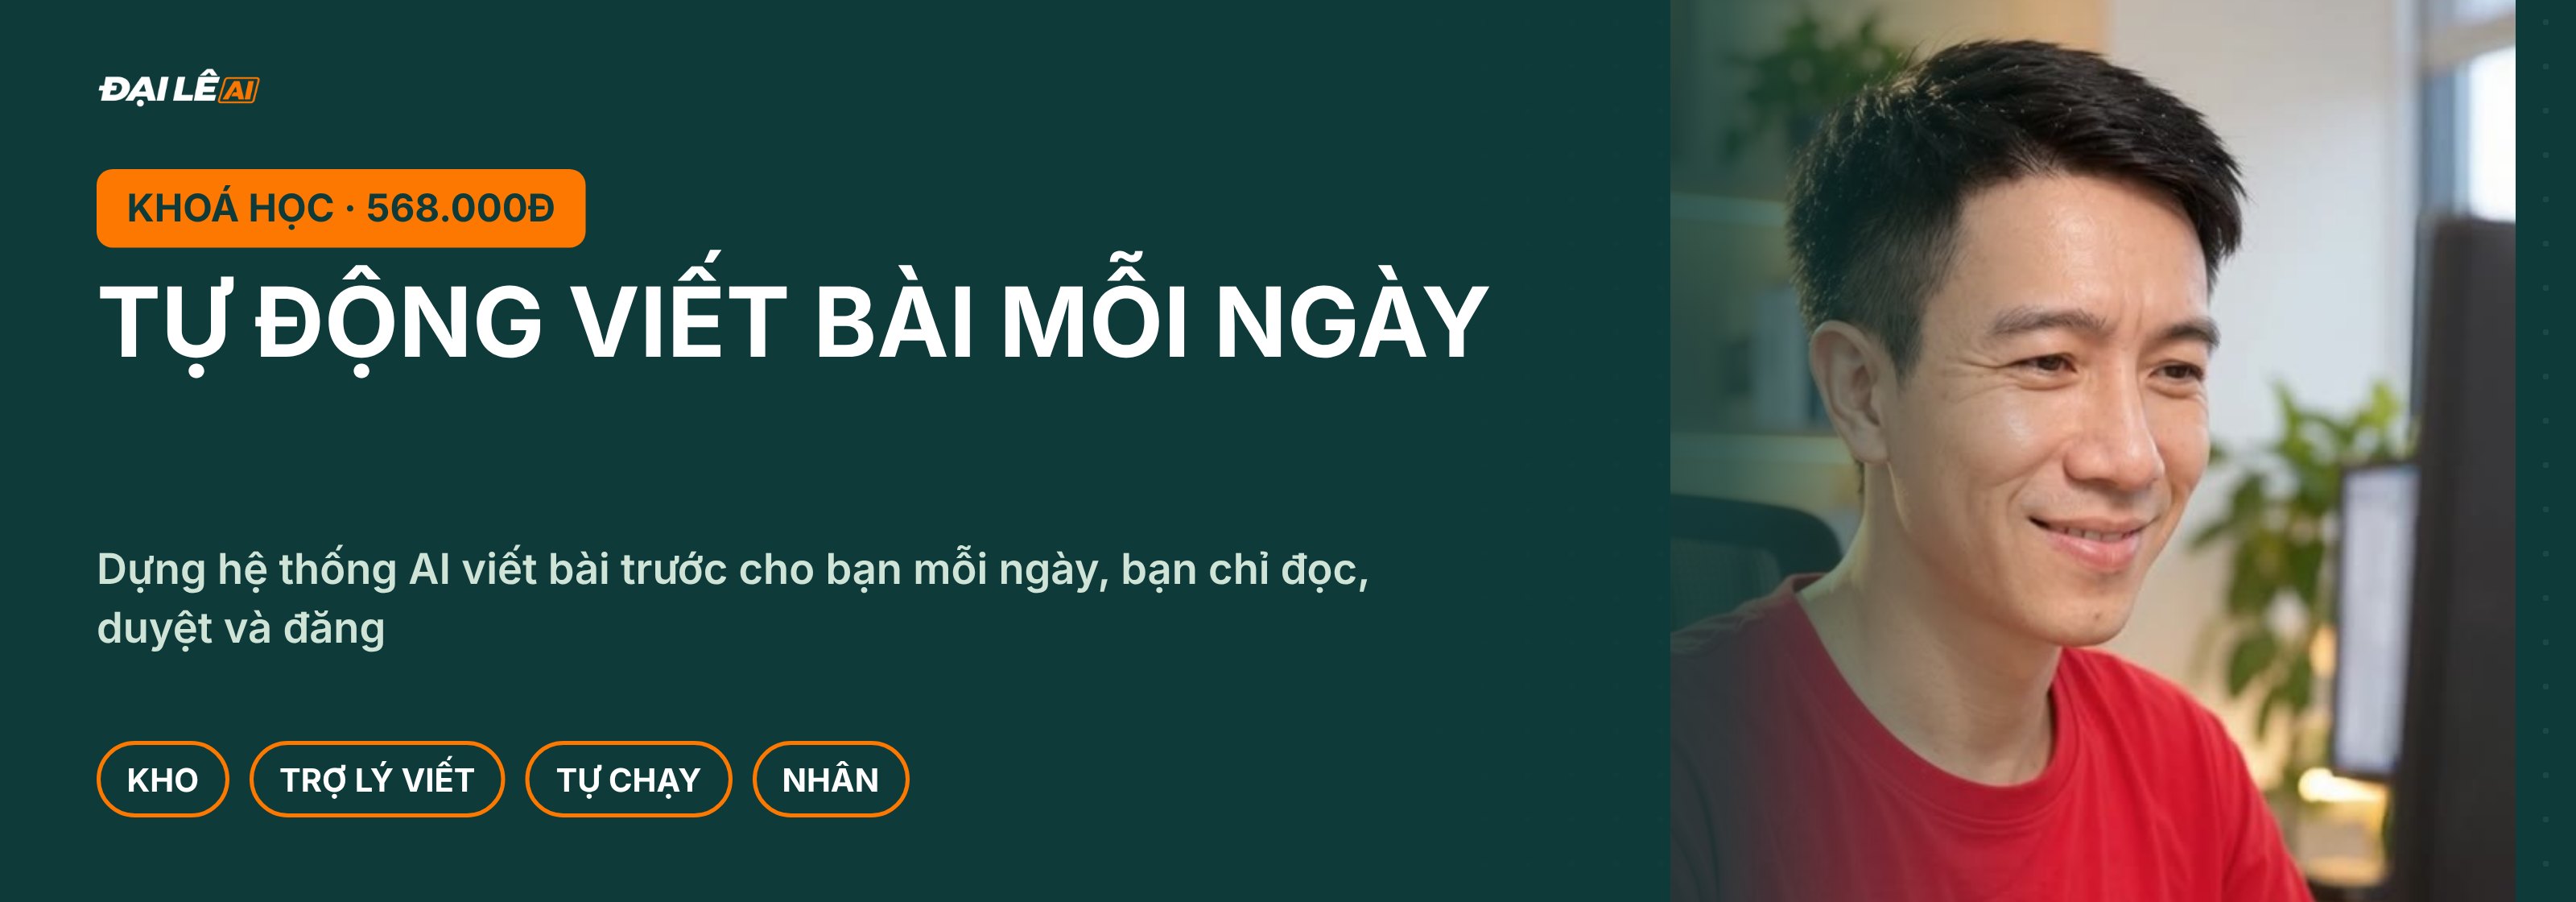 ĐẠI LÊ AI
KHOÁ HỌC · 568.000Đ
TỰ ĐỘNG VIẾT BÀI MỖI NGÀY
Dựng hệ thống AI viết bài trước cho bạn mỗi ngày, bạn chỉ đọc,
duyệt và đăng
KHO
TRỢ LÝ VIẾT
TỰ CHẠY
NHÂN